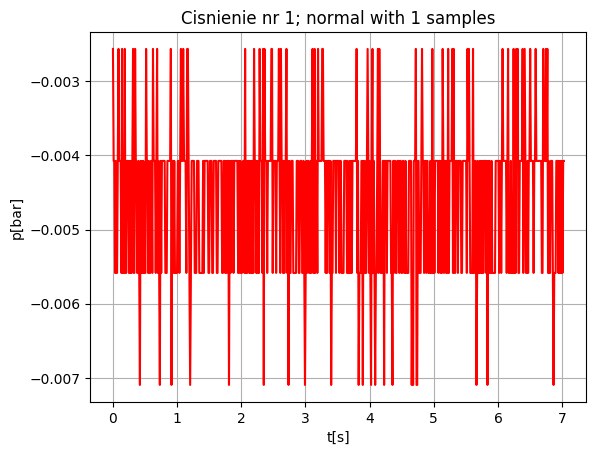 Cisnienie nr 1; normal with 1 samples
−0.003
−0.004
−0.005
−0.006
−0.007
p[bar]
0 1 2 3 4 5 6 7
t[s]